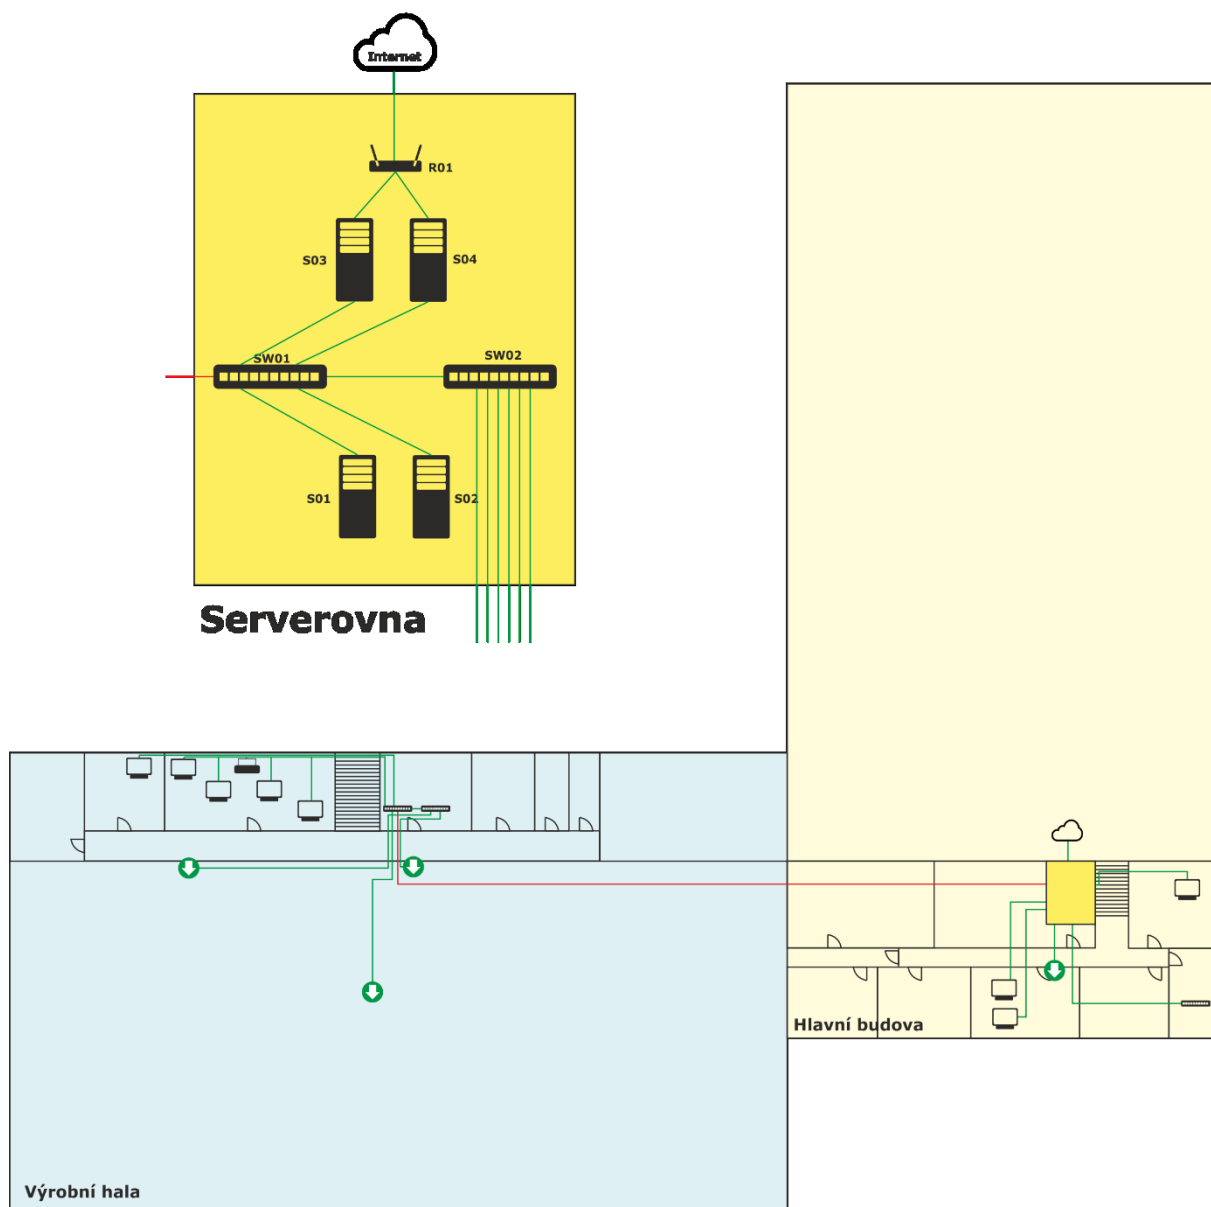 Internet
R01
S03
S04
SW01
SW02
S01
S02
Serverovna
Hlavní budova
Výrobní hala